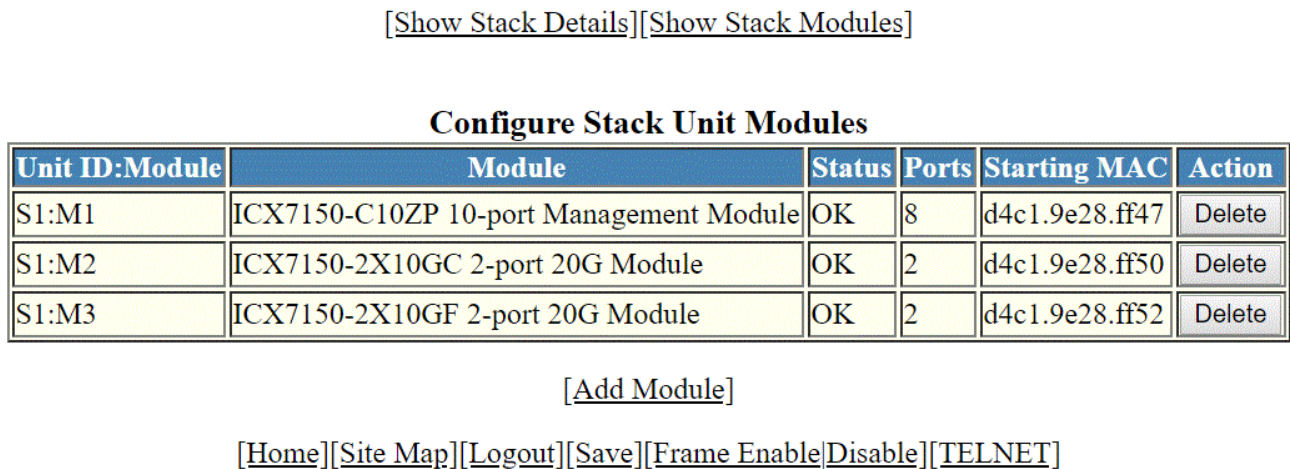 [Show Stack Details][Show Stack Modules]
Configure Stack Unit Modules
Unit ID:Module Module Status Ports Starting MAC Action
S1:M1 ICX7150-C10ZP 10-port Management Module OK 8 d4c1.9e28.ff47 Delete
S1:M2 ICX7150-2X10GC 2-port 20G Module OK 2 d4c1.9e28.ff50 Delete
S1:M3 ICX7150-2X10GF 2-port 20G Module OK 2 d4c1.9e28.ff52 Delete
[Add Module]
[Home][Site Map][Logout][Save][Frame Enable|Disable][TELNET]